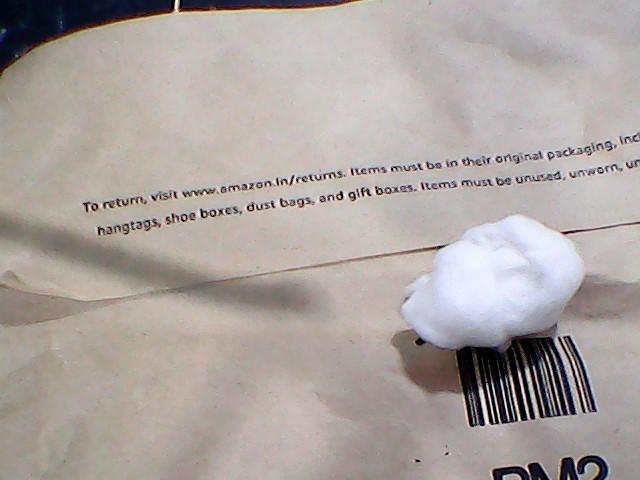 To return, visit www.amazon.in/returns. Items must be in their original packaging,
hangtags, shoe boxes, dust bags, and gift boxes. Items must be unused, unworn,
PM2